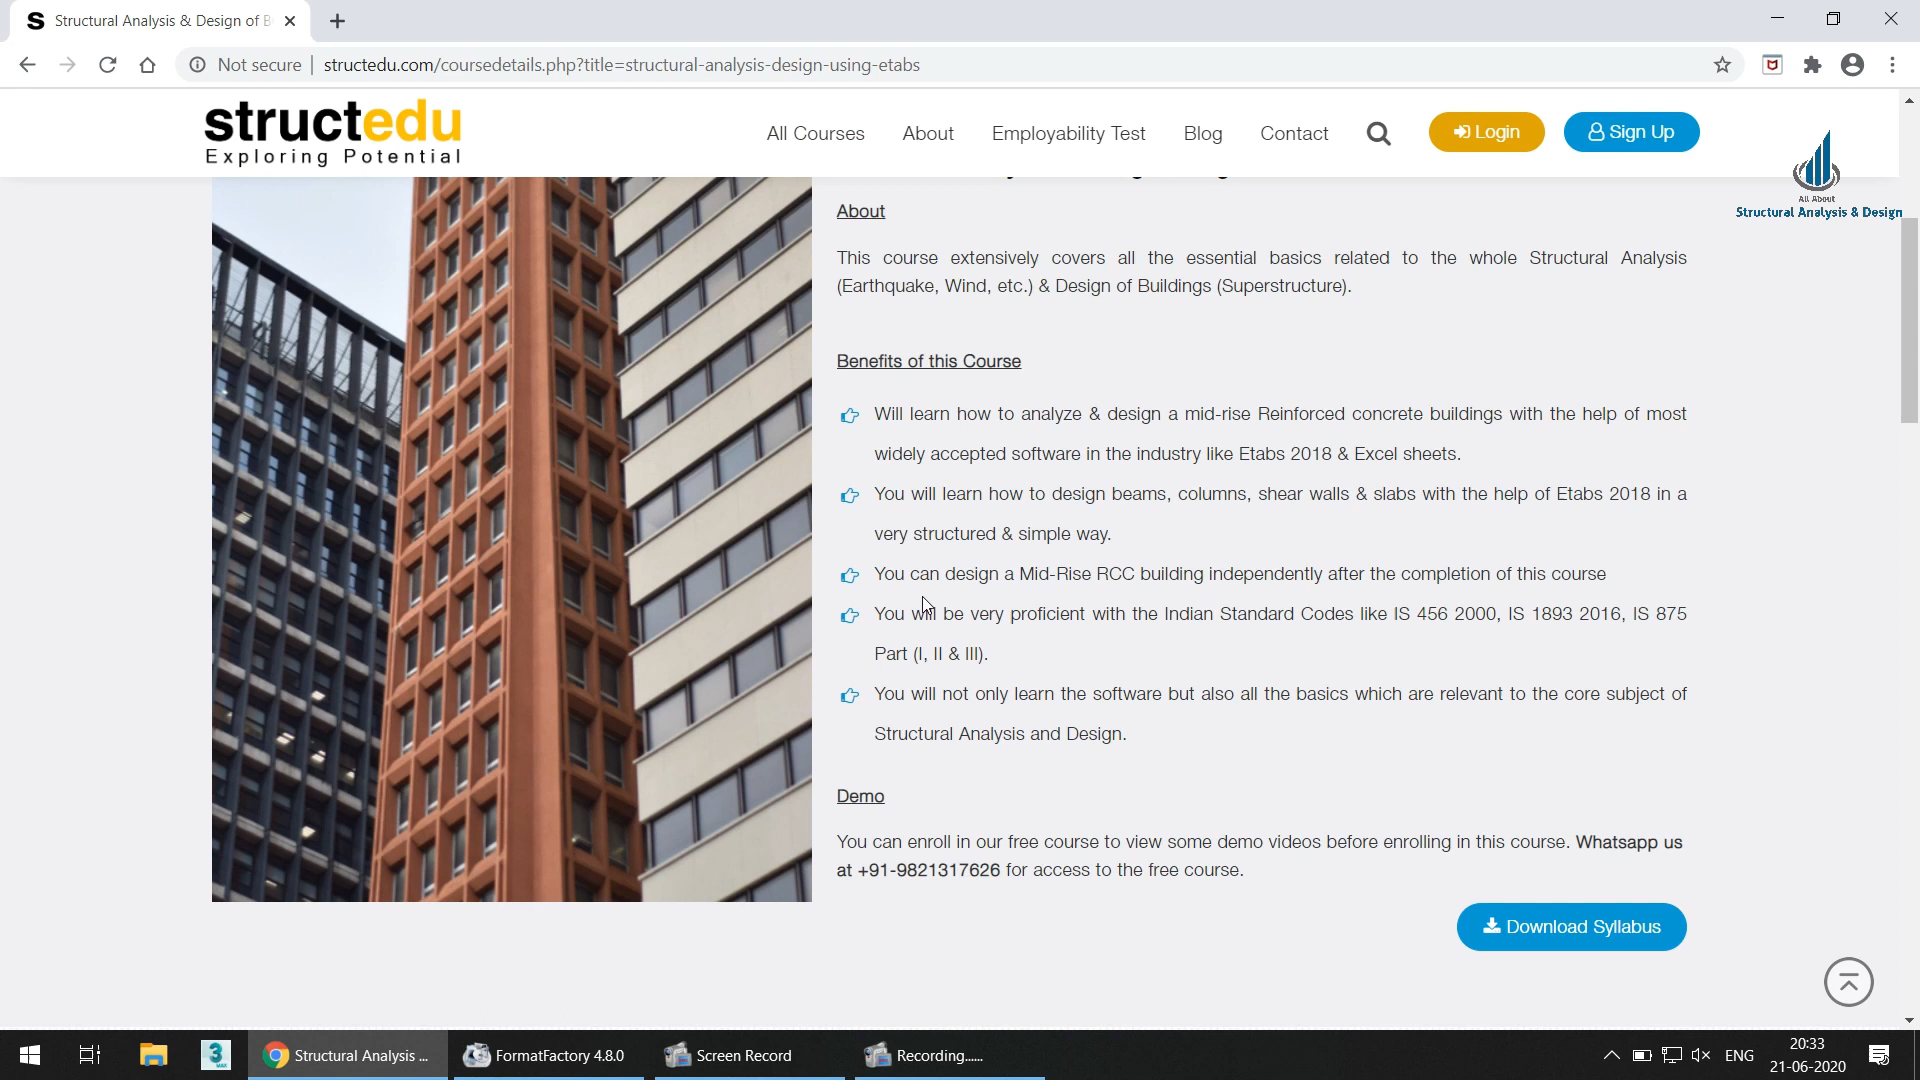 Structural Analysis & Design of B
Not secure
structedu.com/coursedetails.php?title=structural-analysis-design-using-etabs
structedu
Exploring Potential
All Courses
About
Employability Test
Blog
Contact
Login
Sign Up
All About
Structural Analysis & Design
About
This course extensively covers all the essential basics related to the whole Structural Analysis
(Earthquake, Wind, etc.) & Design of Buildings (Superstructure).
Benefits of this Course
Will learn how to analyze & design a mid-rise Reinforced concrete buildings with the help of most
widely accepted software in the industry like Etabs 2018 & Excel sheets.
You will learn how to design beams, columns, shear walls & slabs with the help of Etabs 2018 in a
very structured & simple way.
You can design a Mid-Rise RCC building independently after the completion of this course
You will be very proficient with the Indian Standard Codes like IS 456 2000, IS 1893 2016, IS 875
Part (I, II & III).
You will not only learn the software but also all the basics which are relevant to the core subject of
Structural Analysis and Design.
Demo
You can enroll in our free course to view some demo videos before enrolling in this course. Whatsapp us
at +91-9821317626 for access to the free course.
Download Syllabus
Structural Analysis ...
FormatFactory 4.8.0
Screen Record
Recording......
ENG
20:33
21-06-2020